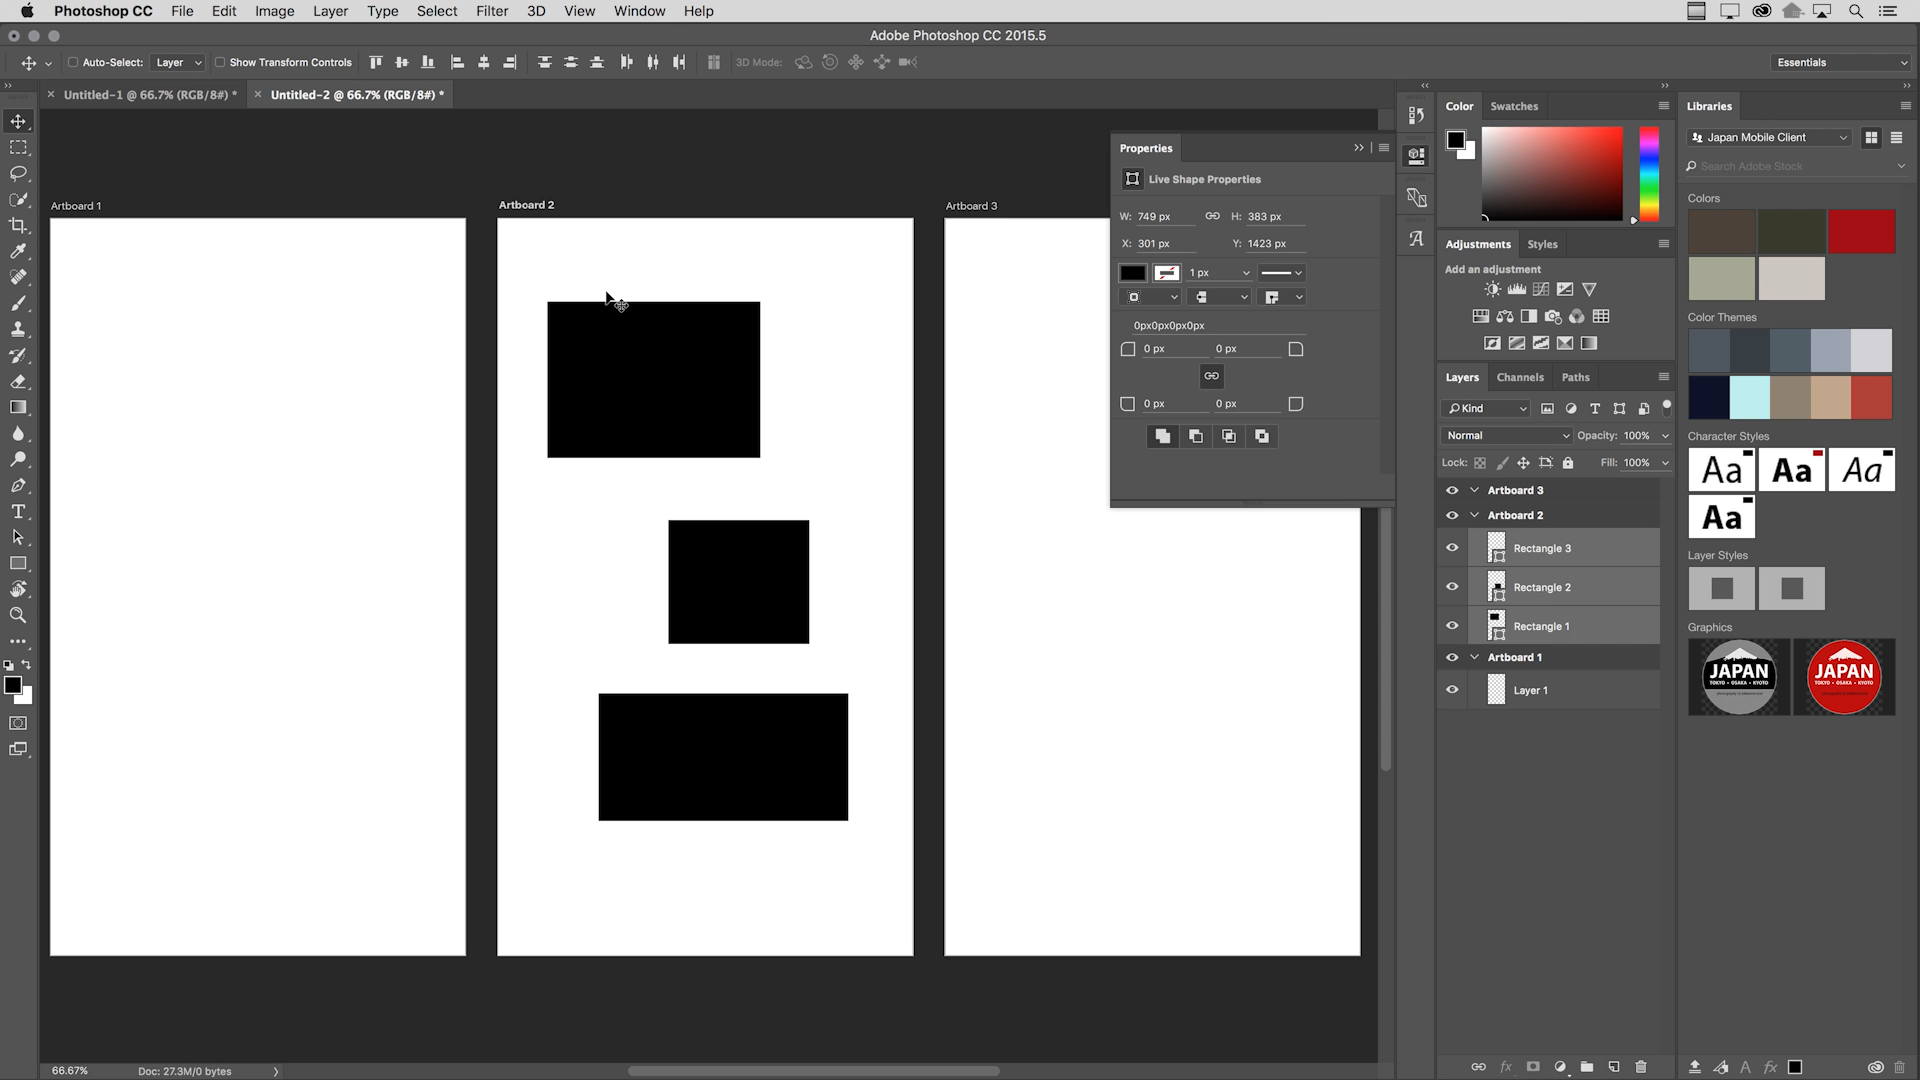 Photoshop CC File Edit Image Layer Type Select Filter 3D View Window Help
Adobe Photoshop CC 2015.5
Auto-Select: Layer Show Transform Controls 3D Mode: Essentials
Untitled-1 @ 66.7% (RGB/8#) * Untitled-2 @ 66.7% (RGB/8#) *
Artboard 1
Artboard 2
Artboard 3
Properties
Live Shape Properties
W: 749 px H: 383 px
X: 301 px Y: 1423 px
1 px
0px0px0px0px
0 px 0 px
0 px 0 px
Color Swatches
Adjustments Styles
Add an adjustment
Layers Channels Paths
Kind
Normal Opacity: 100%
Lock: Fill: 100%
Artboard 3
Artboard 2
Rectangle 3
Rectangle 2
Rectangle 1
Artboard 1
Layer 1
Libraries
Japan Mobile Client
Search Adobe Stock
Colors
Color Themes
Character Styles
Aa Aa Aa
Aa
Layer Styles
Graphics
JAPAN
TOKYO • OSAKA • KYOTO
JAPAN
TOKYO • OSAKA • KYOTO
66.67% Doc: 27.3M/0 bytes